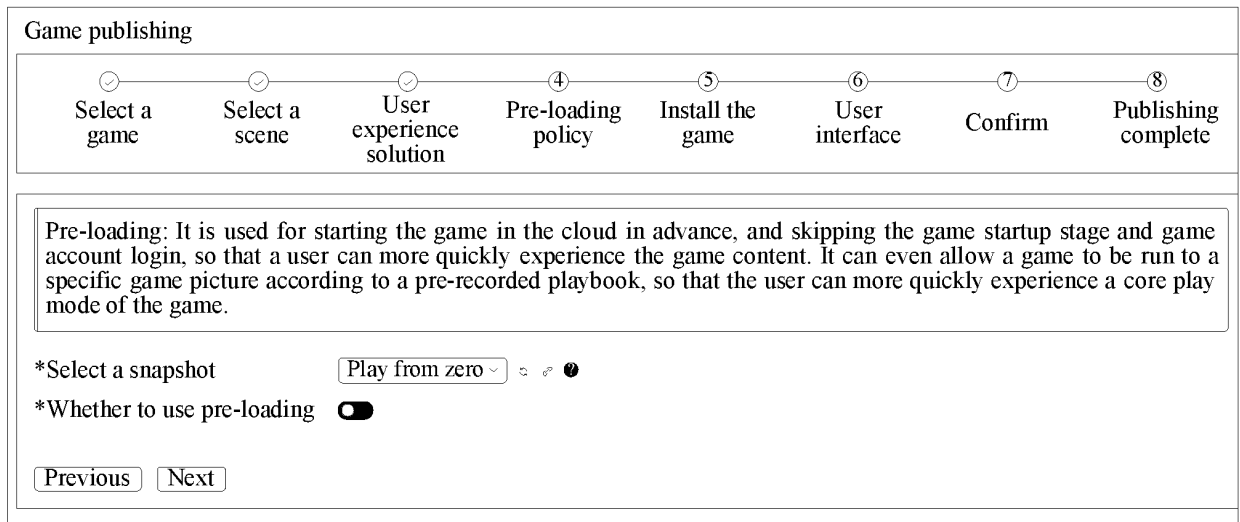 Game publishing
4 5 6 7 8
Select a game
Select a scene
User experience solution
Pre-loading policy
Install the game
User interface
Confirm
Publishing complete
Pre-loading: It is used for starting the game in the cloud in advance, and skipping the game startup stage and game
account login, so that a user can more quickly experience the game content. It can even allow a game to be run to a
specific game picture according to a pre-recorded playbook, so that the user can more quickly experience a core play
mode of the game.
*Select a snapshot Play from zero ?
*Whether to use pre-loading
Previous Next